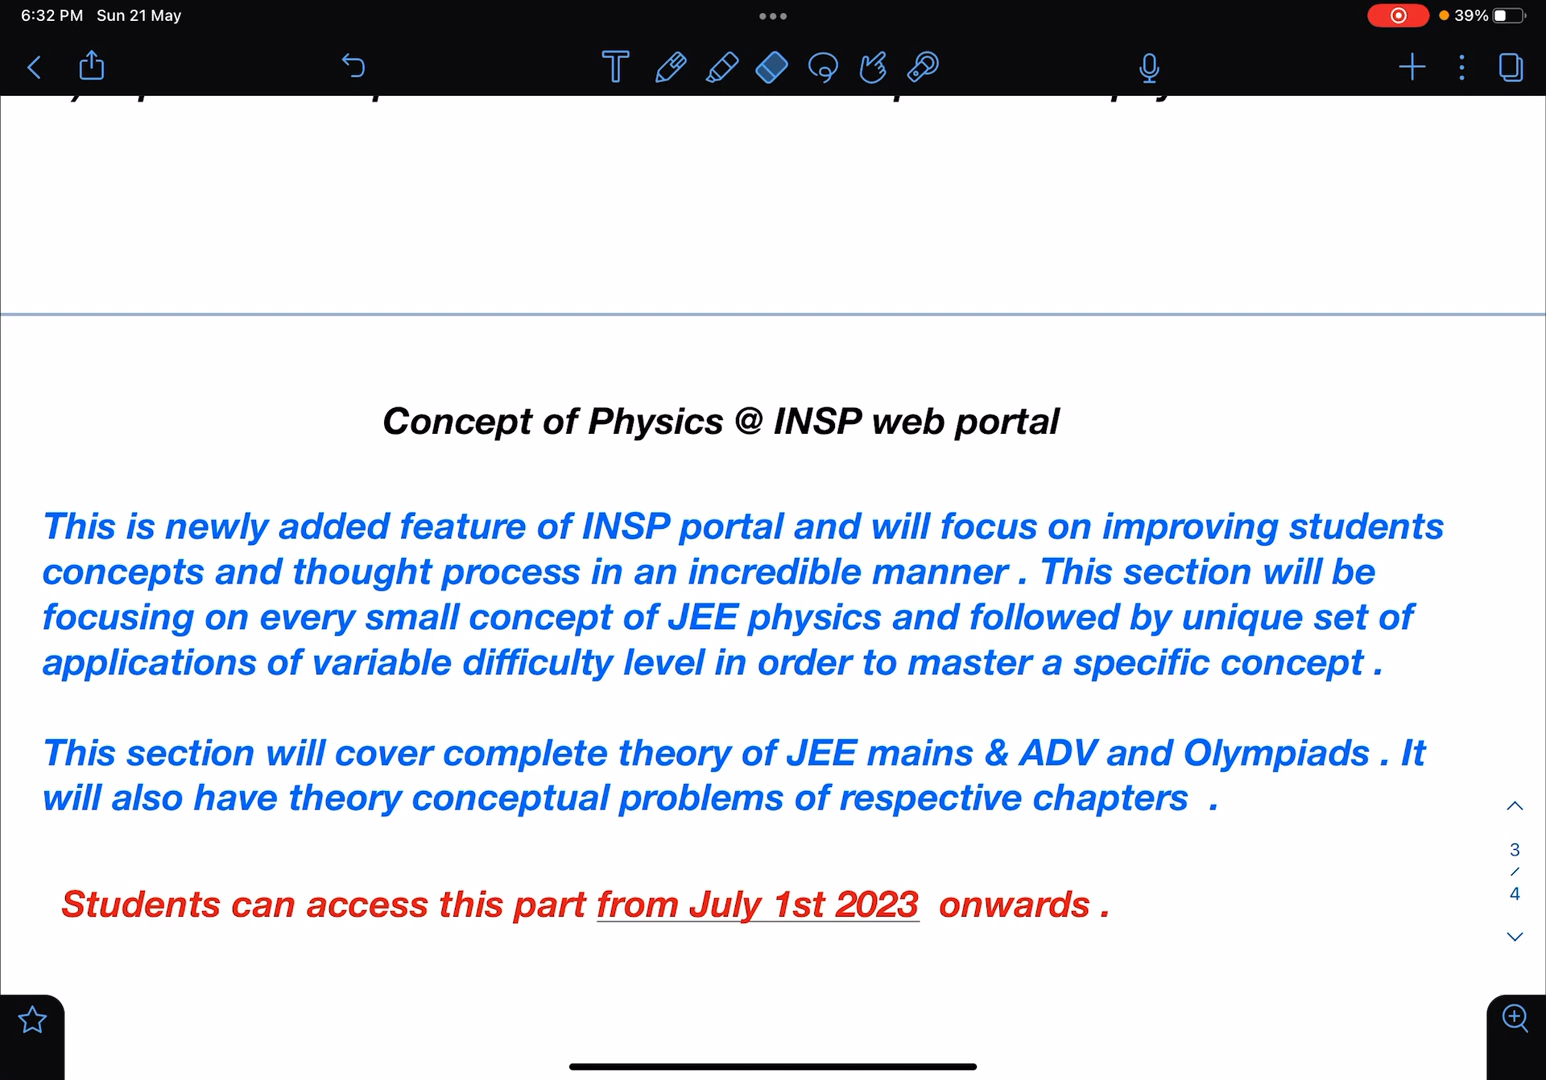 6:32 PM Sun 21 May
39%
Concept of Physics @ INSP web portal
This is newly added feature of INSP portal and will focus on improving students
concepts and thought process in an incredible manner . This section will be
focusing on every small concept of JEE physics and followed by unique set of
applications of variable difficulty level in order to master a specific concept .
This section will cover complete theory of JEE mains & ADV and Olympiads . It
will also have theory conceptual problems of respective chapters .
3
/
4
Students can access this part from July 1st 2023 onwards .